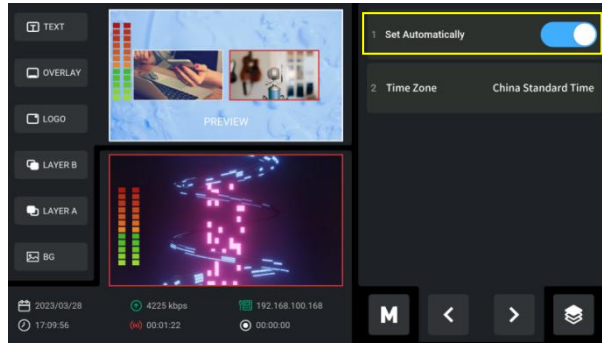 TEXT
OVERLAY
LOGO
LAYER B
LAYER A
BG
PREVIEW
2023/03/28
4225 kbps
192.168.100.168
17:09:56
00:01:22
00:00:00
1 Set Automatically
2 Time Zone China Standard Time
M